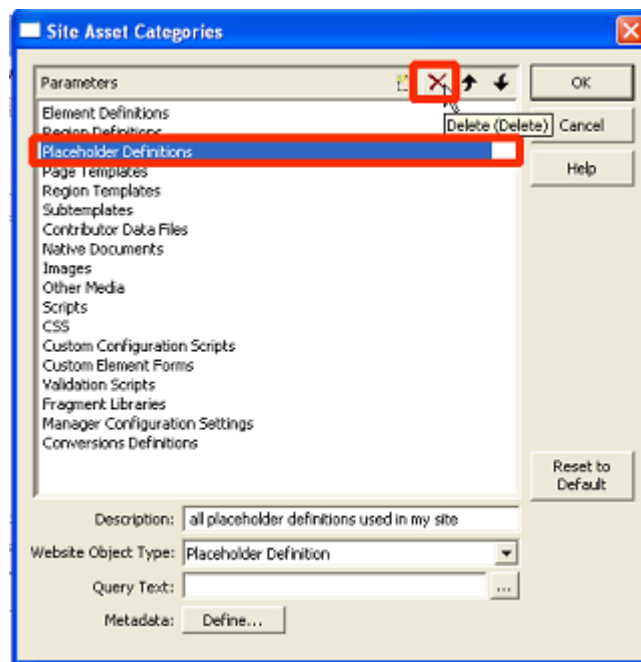 Site Asset Categories
Parameters
OK
Element Definitions
Delete (Delete)
Cancel
Region Definitions
Placeholder Definitions
Page Templates
Help
Region Templates
Subtemplates
Contributor Data Files
Native Documents
Images
Other Media
Scripts
CSS
Custom Configuration Scripts
Custom Element Forms
Validation Scripts
Fragment Libraries
Manager Configuration Settings
Conversions Definitions
Reset to
Default
Description: all placeholder definitions used in my site
Website Object Type: Placeholder Definition
Query Text: ...
Metadata: Define...